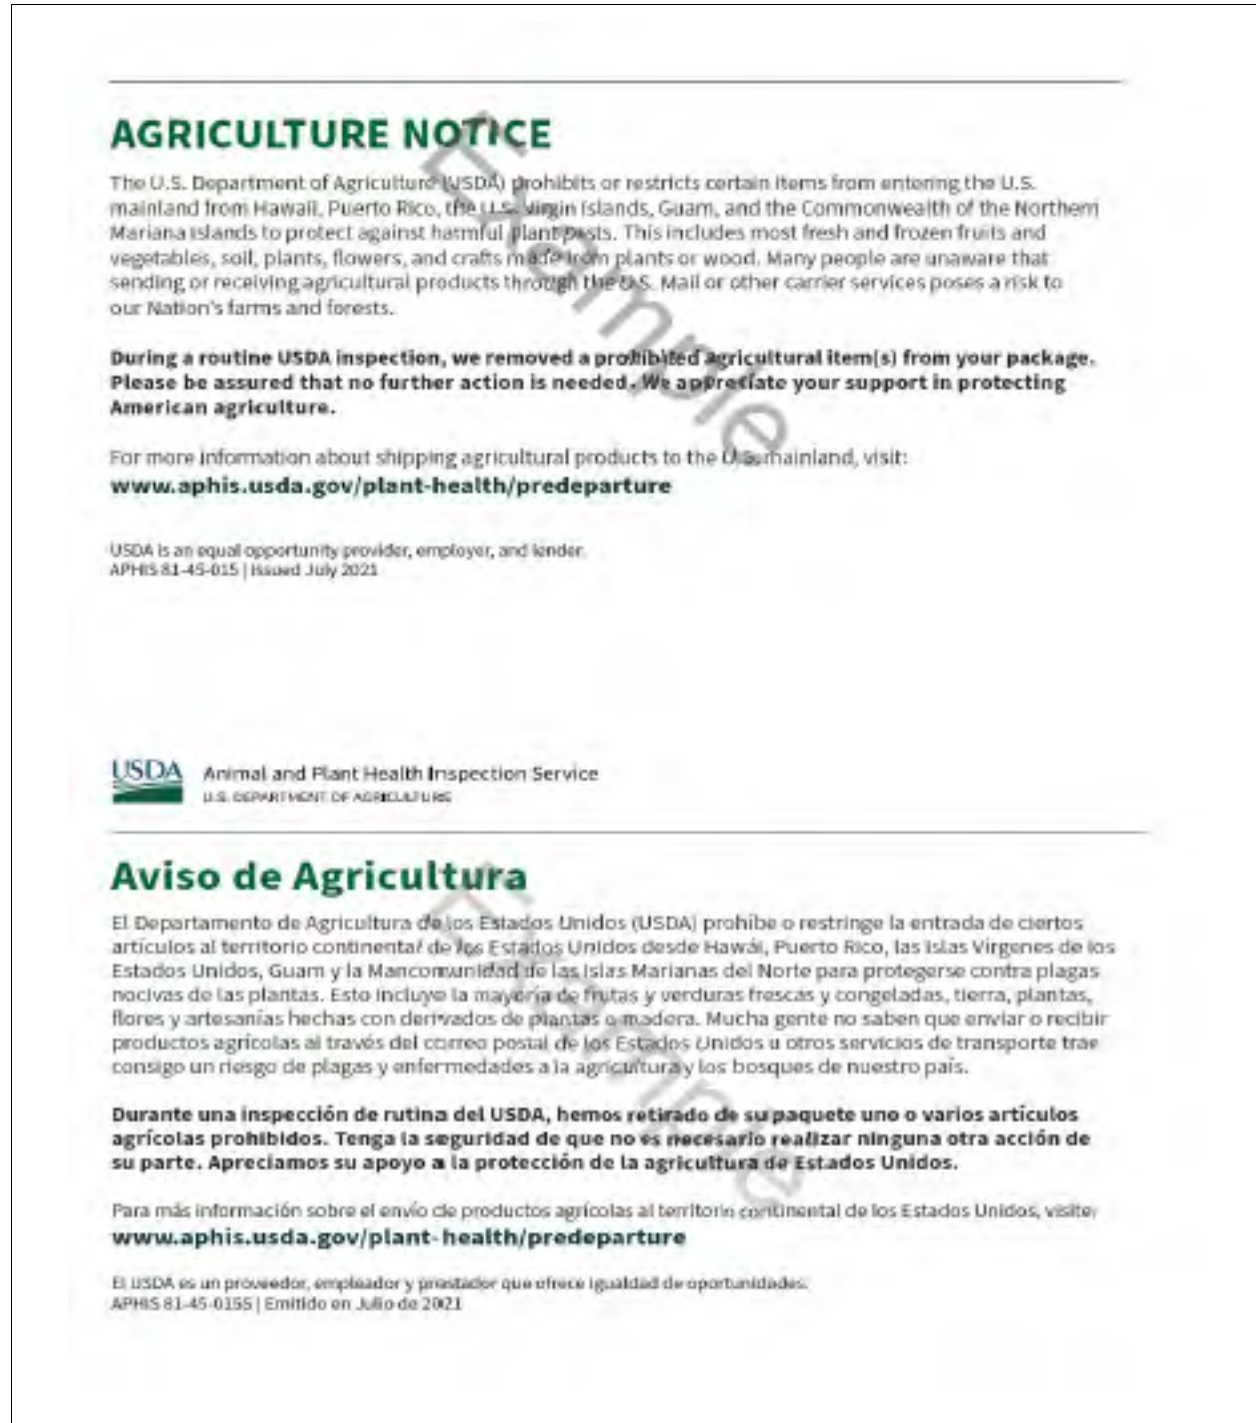 AGRICULTURE NOTICE
The U.S. Department of Agriculture (USDA) prohibits or restricts certain items from entering the U.S.
mainland from Hawaii, Puerto Rico, the U.S. Virgin Islands, Guam, and the Commonwealth of the Northern
Mariana Islands to protect against harmful plant pests. This includes most fresh and frozen fruits and
vegetables, soil, plants, flowers, and crafts made from plants or wood. Many people are unaware that
sending or receiving agricultural products through the U.S. Mail or other carrier services poses a risk to
our Nation's farms and forests.
During a routine USDA inspection, we removed a prohibited agricultural item(s) from your package.
Please be assured that no further action is needed. We appreciate your support in protecting
American agriculture.
For more information about shipping agricultural products to the U.S. mainland, visit:
www.aphis.usda.gov/plant-health/predeparture
USDA is an equal opportunity provider, employer, and lender.
APHIS 81-45-015 | Issued July 2021
Example
USDA
Animal and Plant Health Inspection Service
U.S. DEPARTMENT OF AGRICULTURE
Aviso de Agricultura
El Departamento de Agricultura de los Estados Unidos (USDA) prohíbe o restringe la entrada de ciertos
artículos al territorio continental de los Estados Unidos desde Hawái, Puerto Rico, las Islas Vírgenes de los
Estados Unidos, Guam y la Mancomunidad de las Islas Marianas del Norte para protegerse contra plagas
nocivas de las plantas. Esto incluye la mayoría de frutas y verduras frescas y congeladas, tierra, plantas,
flores y artesanías hechas con derivados de plantas o madera. Mucha gente no saben que enviar o recibir
productos agrícolas al través del correo postal de los Estados Unidos u otros servicios de transporte trae
consigo un riesgo de plagas y enfermedades a la agricultura y los bosques de nuestro país.
Durante una inspección de rutina del USDA, hemos retirado de su paquete uno o varios artículos
agrícolas prohibidos. Tenga la seguridad de que no es necesario realizar ninguna otra acción de
su parte. Apreciamos su apoyo a la protección de la agricultura de Estados Unidos.
Para más información sobre el envío de productos agrícolas al territorio continental de los Estados Unidos, visite:
www.aphis.usda.gov/plant-health/predeparture
El USDA es un proveedor, empleador y prestador que ofrece igualdad de oportunidades.
APHIS 81-45-015S | Emitido en Julio de 2021
Example